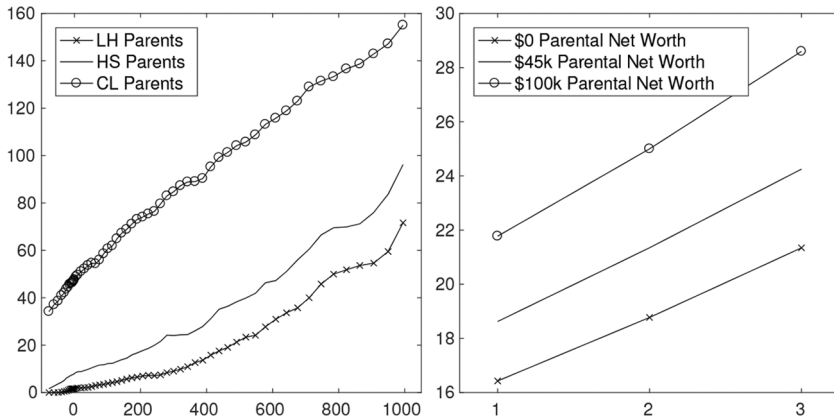 160
140
120
100
80
60
40
20
0
LH Parents
HS Parents
CL Parents
0 200 400 600 800 1000
30
28
26
24
22
20
18
16
$0 Parental Net Worth
$45k Parental Net Worth
$100k Parental Net Worth
1 2 3